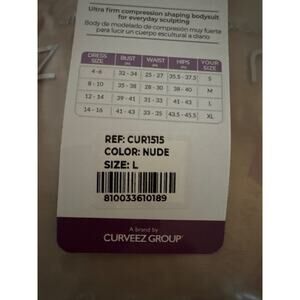 Ultra firm compression shaping bodysuit
for everyday sculpting
Body de modelado de compresión muy fuerte
para lucir un cuerpo escultural a diario
DRESS SIZE BUST (in) WAIST (in) HIPS (in) YOUR SIZE
4 - 6 32 - 34 25 - 27 35.5 - 37.5 S
8 - 10 35 - 38 28 - 30 38 - 40 M
12 - 14 39 - 41 31 - 33 41 - 43 L
14 - 16 41 - 43 33 - 35 43.5 - 45.5 XL
REF: CUR1515
COLOR: NUDE
SIZE: L
810033610189
A brand by
CURVEEZ GROUP